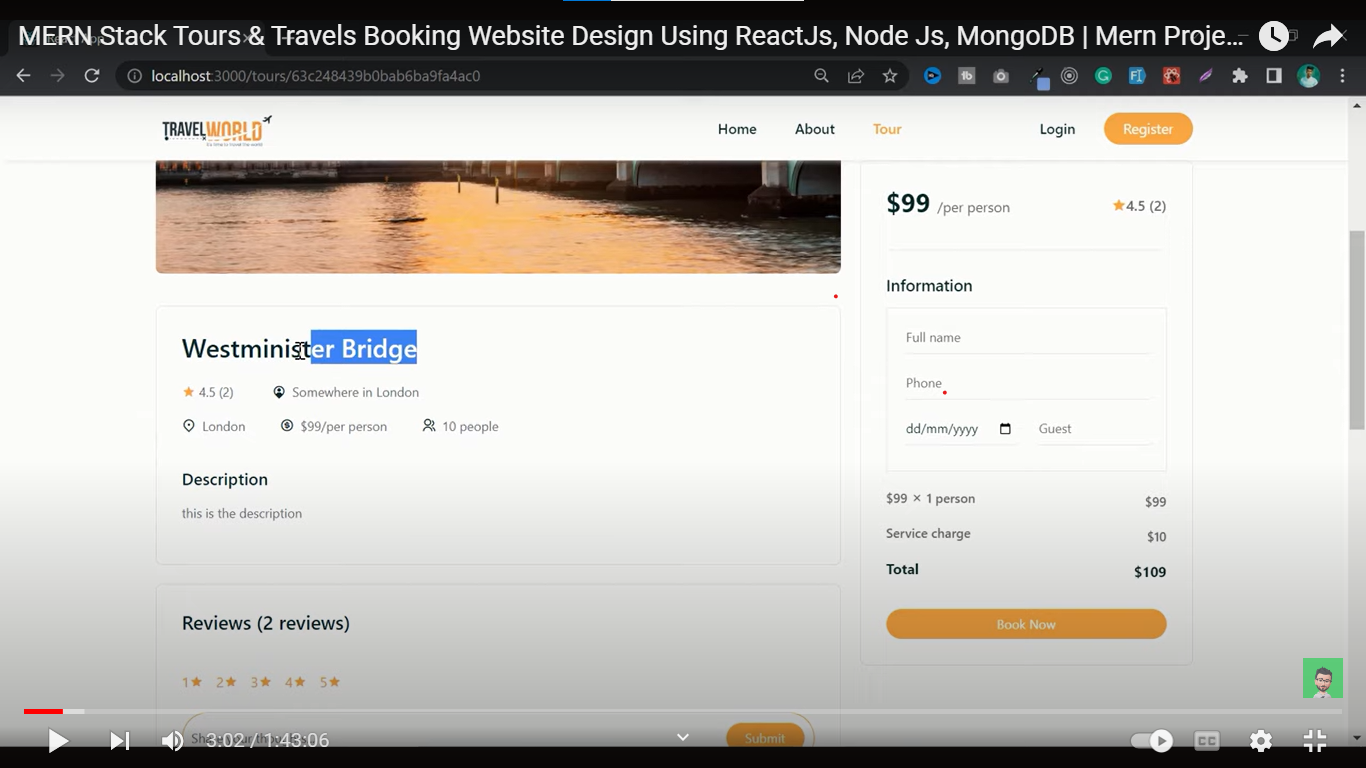 MERN Stack Tours & Travels Booking Website Design Using ReactJs, Node Js, MongoDB | Mern Proje...
localhost:3000/tours/63c248439b0bab6ba9fa4ac0
TRAVELWORLD
It's time to travel the world
Home About Tour Login Register
$99 /per person 4.5 (2)
Information
Full name
Phone
dd/mm/yyyy Guest
$99 × 1 person $99
Service charge $10
Total $109
Book Now
Westminister Bridge
4.5 (2) Somewhere in London
London $99/per person 10 people
Description
this is the description
Reviews (2 reviews)
1 2 3 4 5
Submit
3:02 / 1:43:06
CC